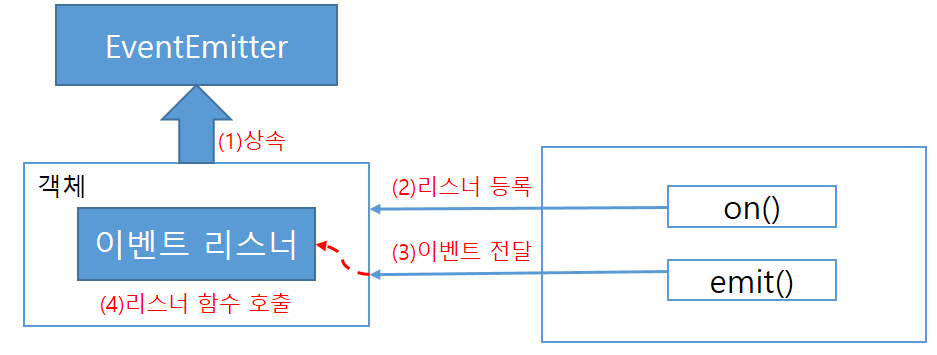 EventEmitter
(1)상속
객체
이벤트 리스너
(4)리스너 함수 호출
(2)리스너 등록
on()
(3)이벤트 전달
emit()